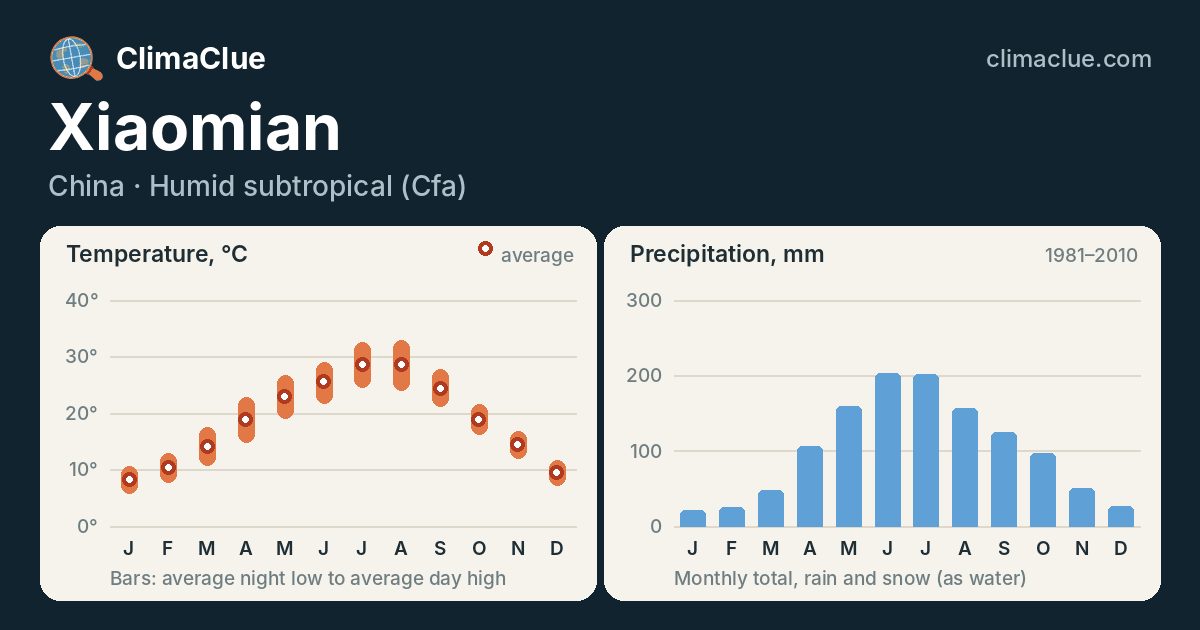 ClimaClue
climaclue.com
Xiaomian
China · Humid subtropical (Cfa)
Temperature, °C
average
40°
30°
20°
10°
0°
J F M A M J J A S O N D
Bars: average night low to average day high
Precipitation, mm
1981–2010
300
200
100
0
J F M A M J J A S O N D
Monthly total, rain and snow (as water)